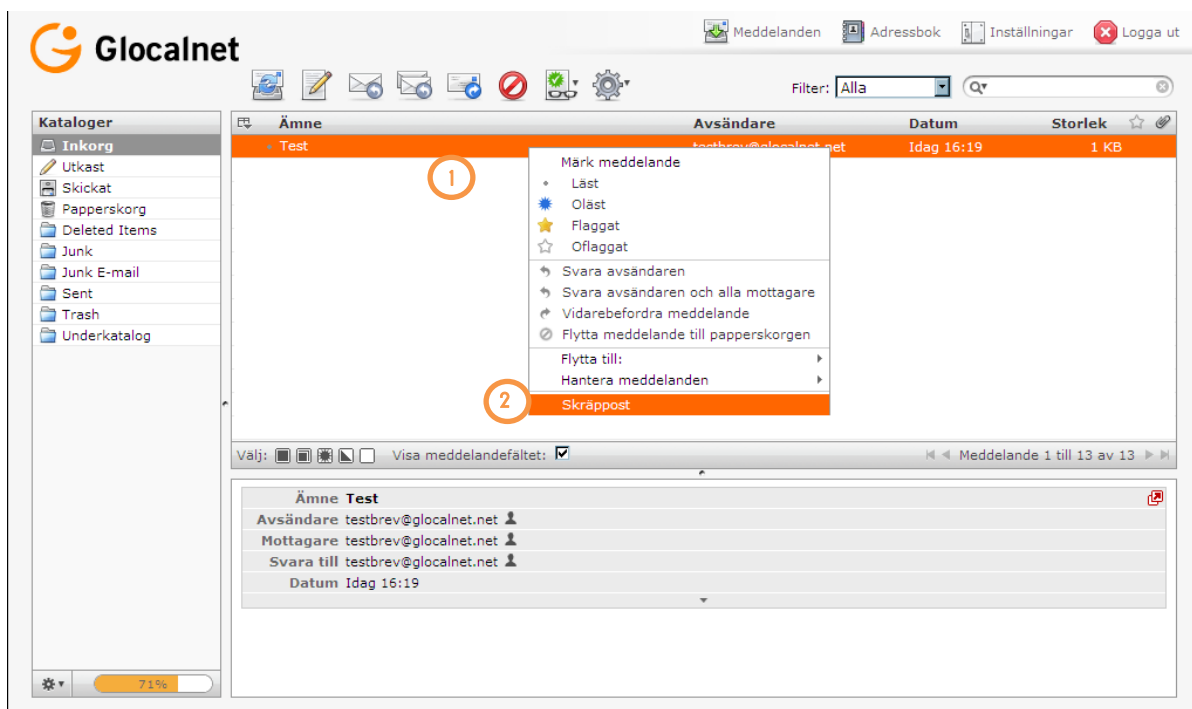 Glocalnet
Meddelanden Adressbok Inställningar Logga ut
Filter: Alla
Kataloger
Inkorg
Utkast
Skickat
Papperskorg
Deleted Items
Junk
Junk E-mail
Sent
Trash
Underkatalog
71%
Ämne Avsändare Datum Storlek
Test testbrev@glocalnet.net Idag 16:19 1 KB
1
Märk meddelande
Läst
Oläst
Flaggat
Oflaggat
Svara avsändaren
Svara avsändaren och alla mottagare
Vidarebefordra meddelande
Flytta meddelande till papperskorgen
Flytta till:
Hantera meddelanden
2
Skräppost
Välj: Visa meddelandefältet: Meddelande 1 till 13 av 13
Ämne Test
Avsändare testbrev@glocalnet.net
Mottagare testbrev@glocalnet.net
Svara till testbrev@glocalnet.net
Datum Idag 16:19